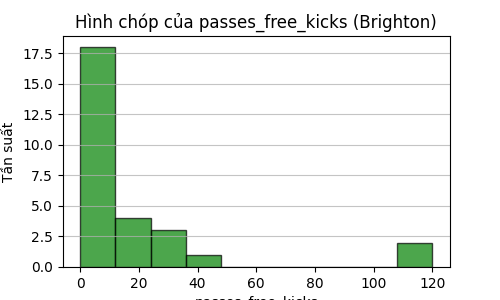 Hình chóp của passes_free_kicks (Brighton)
Tần suất
17.5
15.0
12.5
10.0
7.5
5.0
2.5
0.0
0 20 40 60 80 100 120
passes_free_kicks